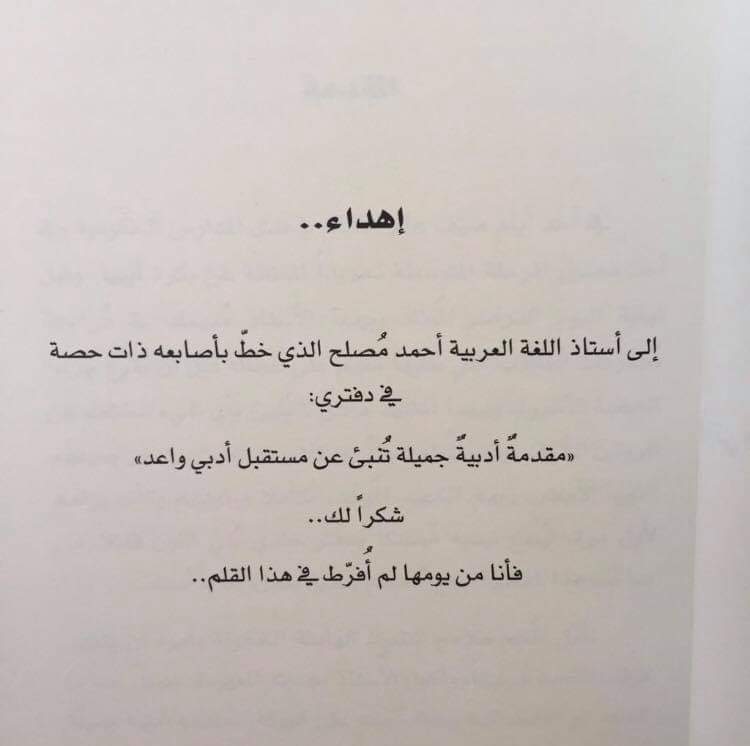 إهداء..
إلى أستاذ اللغة العربية أحمد مُصلح الذي خطّ بأصابعه ذات حصة
في دفتري:
«مقدمةٌ أدبيةٌ جميلة تُنبئ عن مستقبل أدبي واعد»
شكراً لك..
فأنا من يومها لم أُفرّط في هذا القلم..